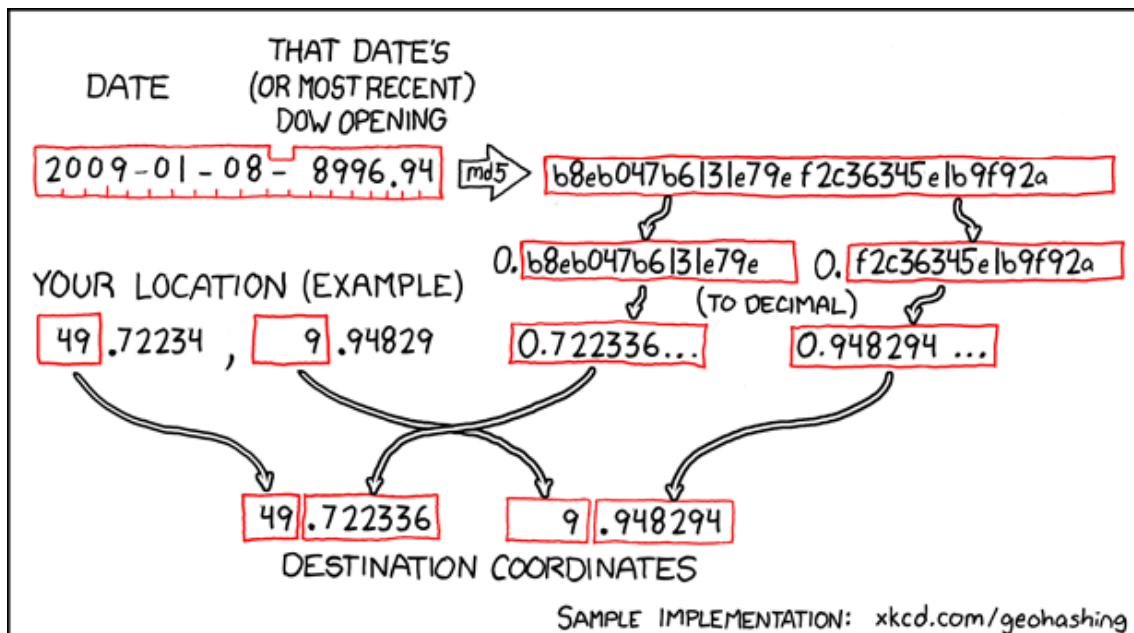 DATE
THAT DATE'S
(OR MOST RECENT)
DOW OPENING
2009-01-08-8996.94
md5
b8eb047b6131e79ef2c36345e1b9f92a
0.b8eb047b6131e79e
0.f2c36345e1b9f92a
YOUR LOCATION (EXAMPLE)
(TO DECIMAL)
49.72234, 9.94829
0.722336...
0.948294 ...
49.722336
9.948294
DESTINATION COORDINATES
SAMPLE IMPLEMENTATION: xkcd.com/geohashing